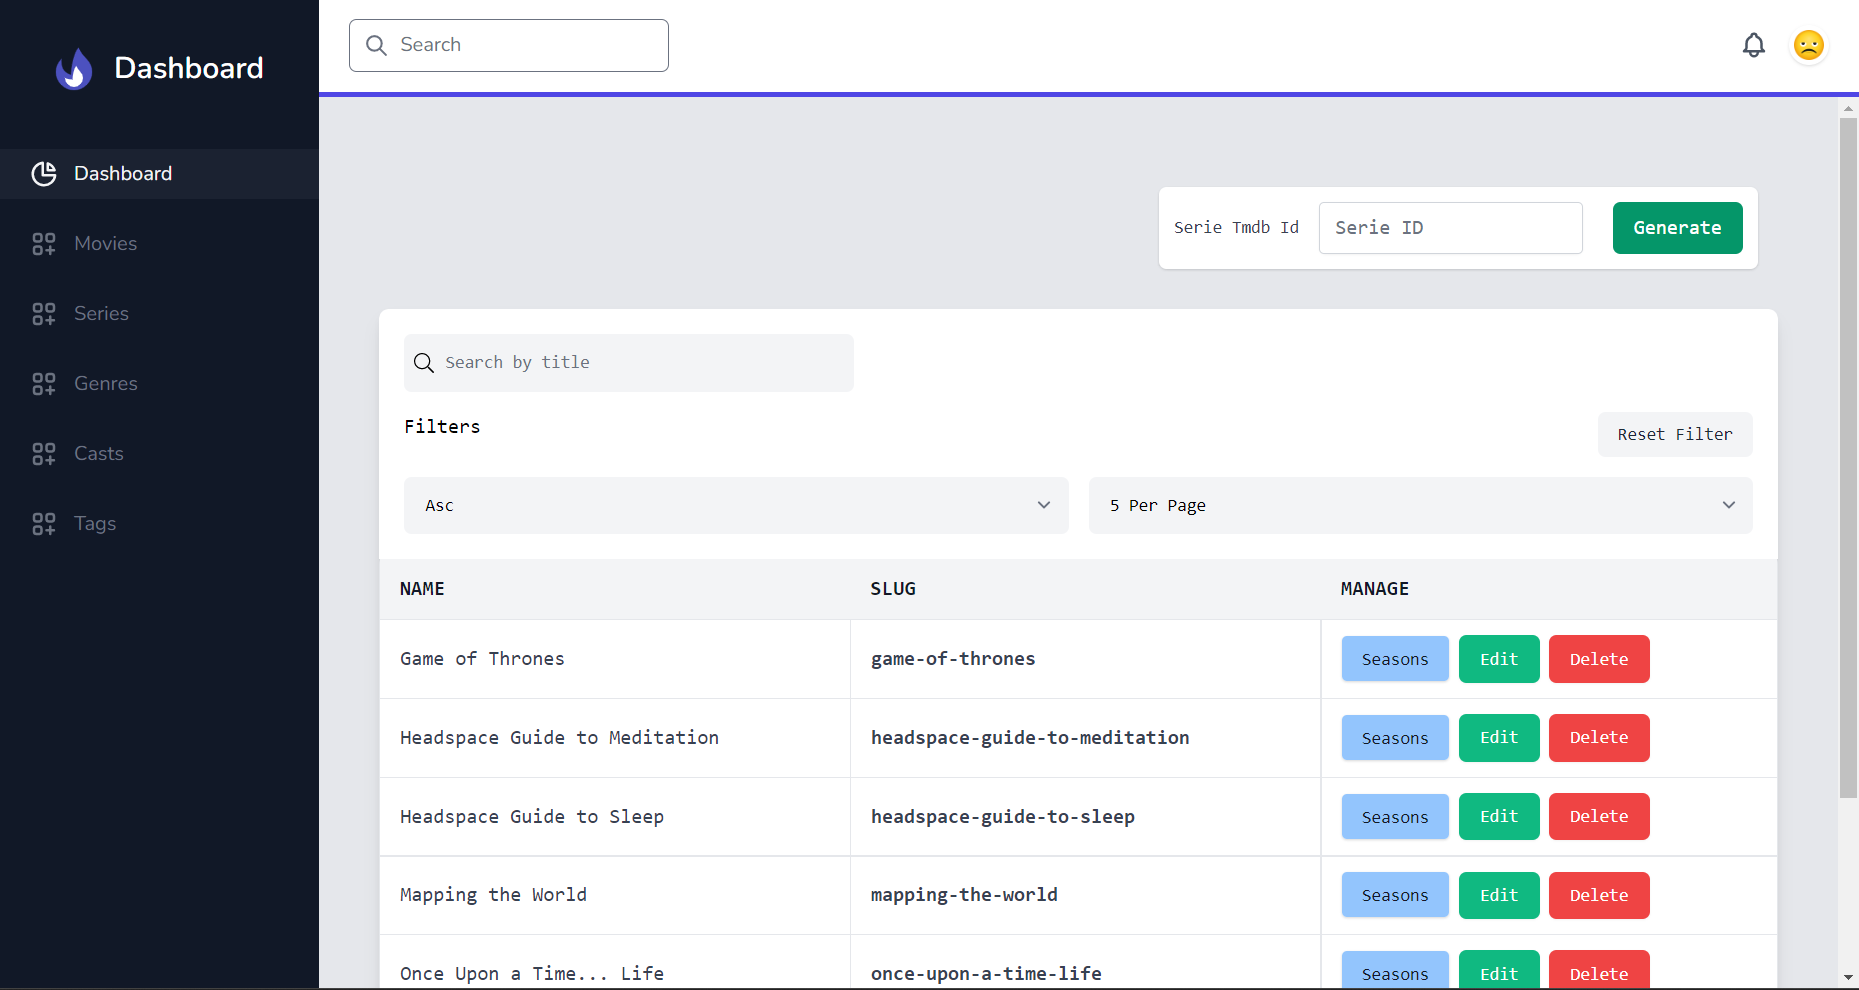 Dashboard
Search
Dashboard
Movies
Series
Genres
Casts
Tags
Serie Tmdb Id Serie ID Generate
Search by title
Filters
Reset Filter
Asc 5 Per Page
NAME SLUG MANAGE
Game of Thrones game-of-thrones Seasons Edit Delete
Headspace Guide to Meditation headspace-guide-to-meditation Seasons Edit Delete
Headspace Guide to Sleep headspace-guide-to-sleep Seasons Edit Delete
Mapping the World mapping-the-world Seasons Edit Delete
Once Upon a Time... Life once-upon-a-time-life Seasons Edit Delete